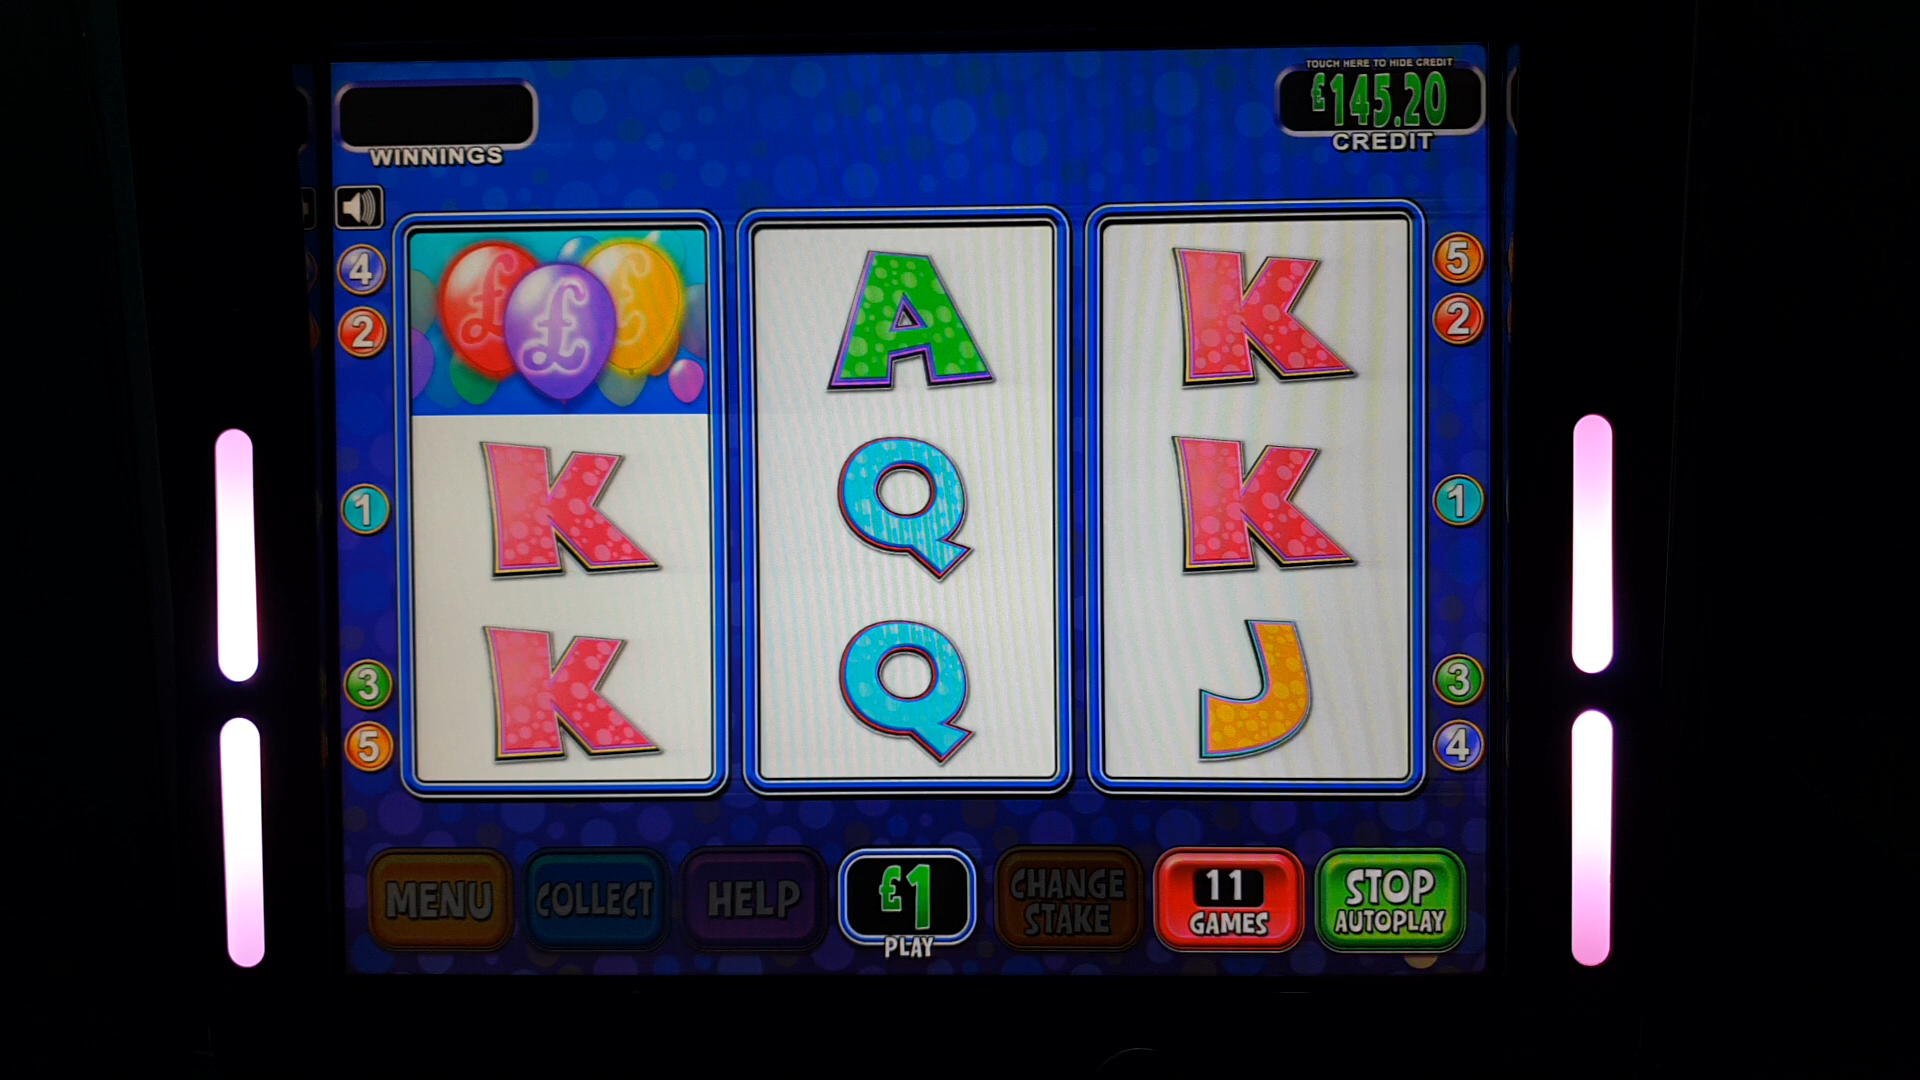 TOUCH HERE TO HIDE CREDIT
£145.20
CREDIT
WINNINGS
4
2
£ £ £
A
K
5
2
1
K
Q
K
1
3
5
K
Q
J
3
4
MENU
COLLECT
HELP
£1
PLAY
CHANGE
STAKE
11
GAMES
STOP
AUTOPLAY